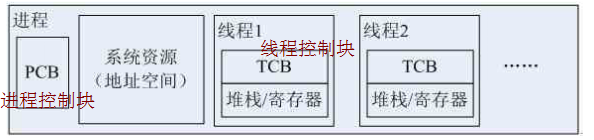 进程
PCB
进程控制块
系统资源
（地址空间）
线程1
线程控制块
TCB
堆栈/寄存器
线程2
TCB
堆栈/寄存器
……